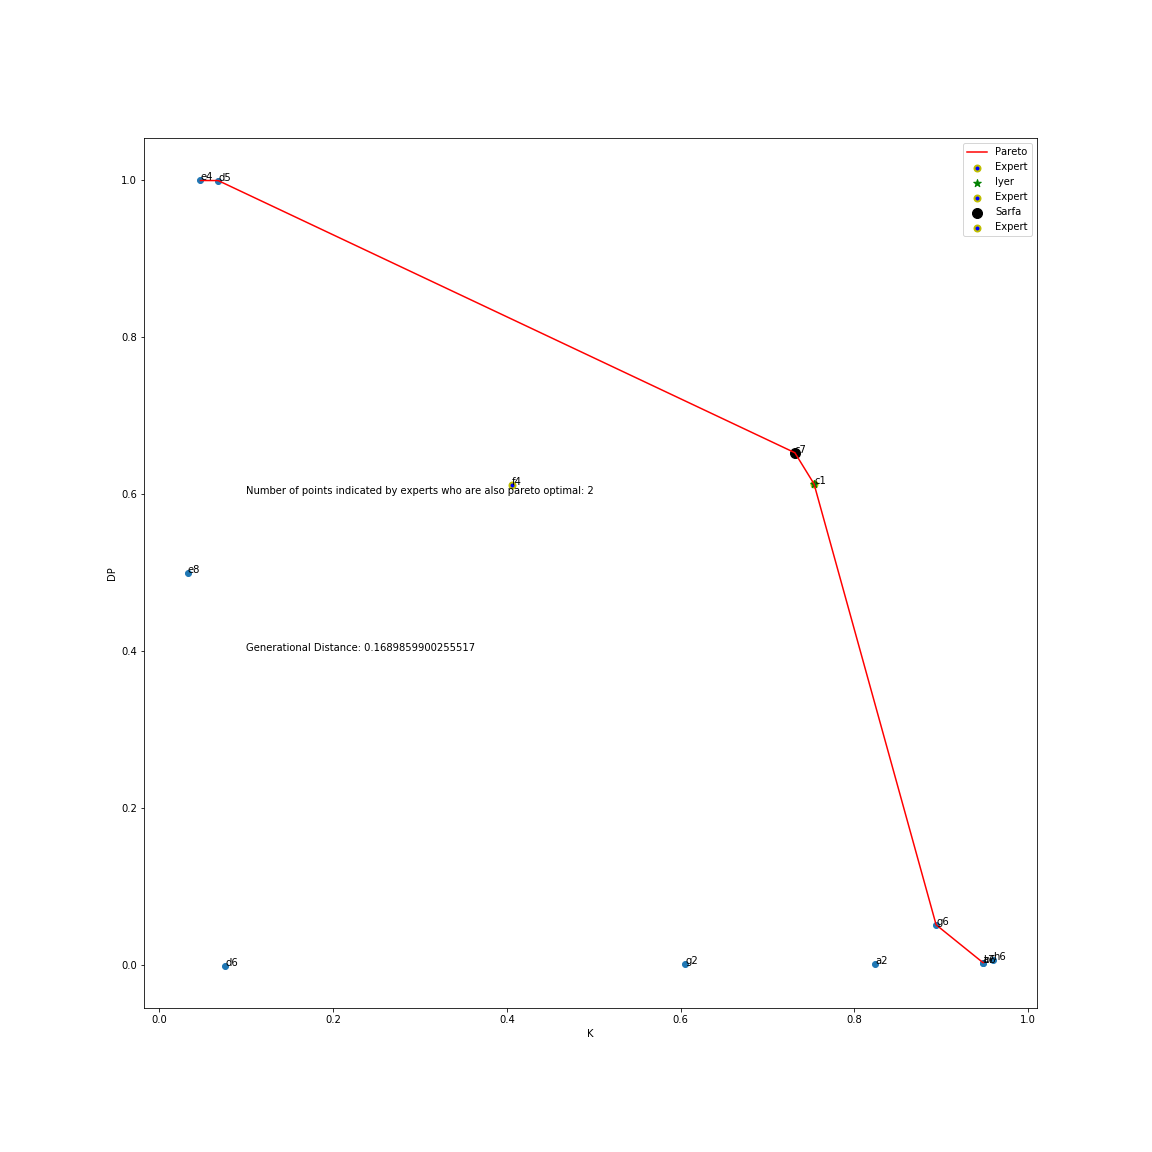 Pareto
Expert
Iyer
Expert
Sarfa
Expert
1.0
0.8
0.6
0.4
0.2
0.0
DP
e4
d5
c1
f4
Number of points indicated by experts who are also pareto optimal: 2
e8
Generational Distance: 0.1689859900255517
g6
h6
d6
g2
a2
0.0 0.2 0.4 0.6 0.8 1.0
K